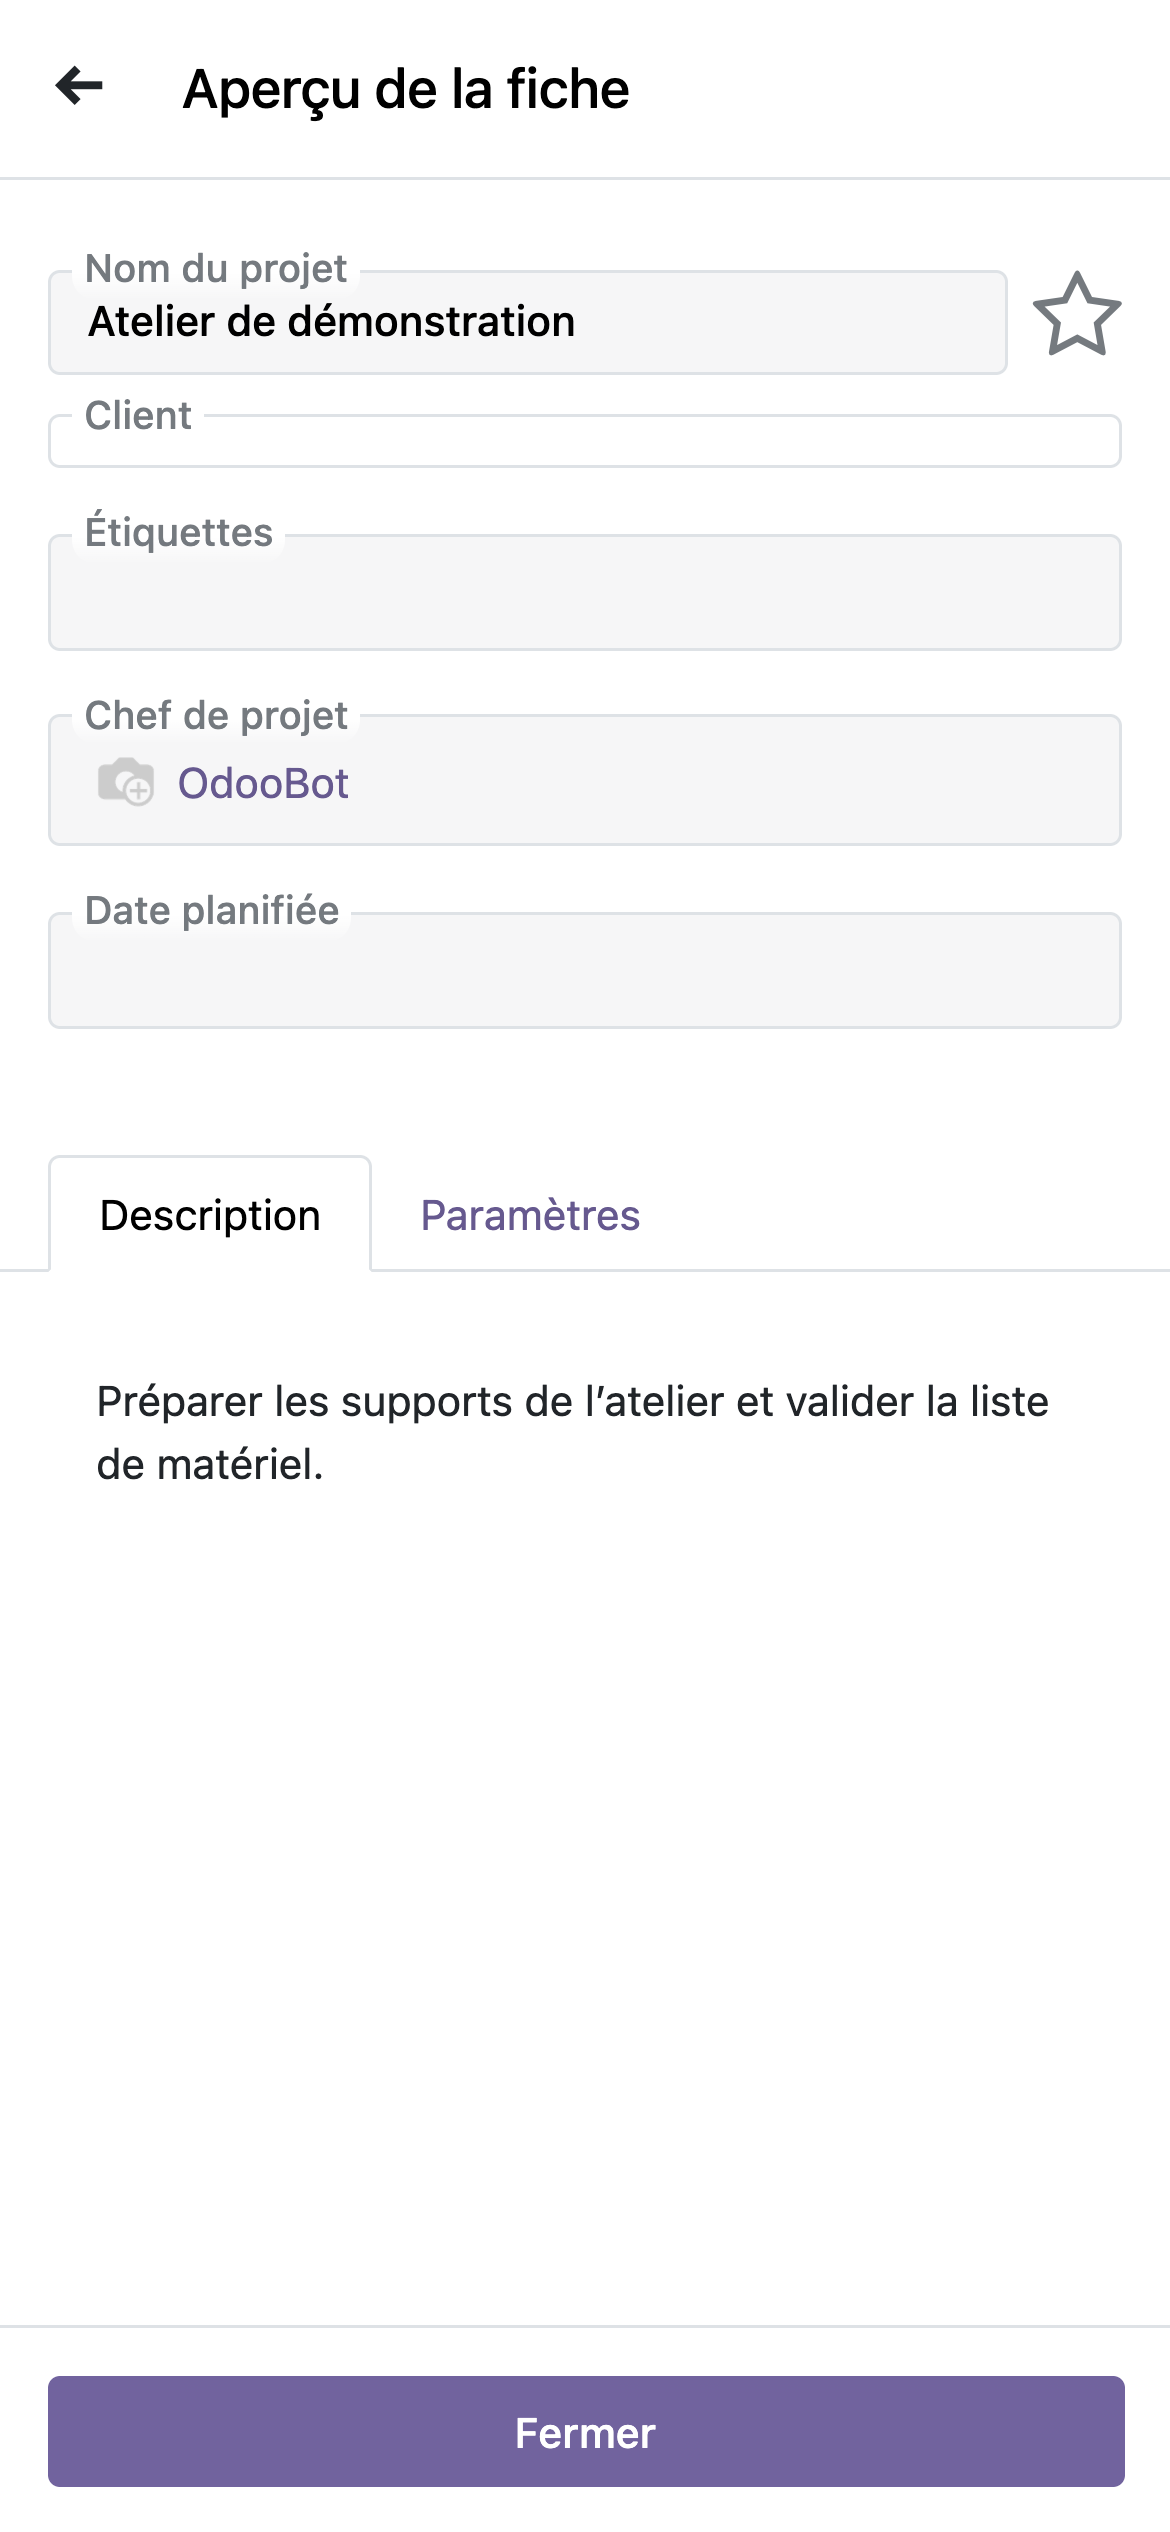 Aperçu de la fiche
Nom du projet
Atelier de démonstration
Client
Étiquettes
Chef de projet
OdooBot
Date planifiée
Description
Paramètres
Préparer les supports de l’atelier et valider la liste
de matériel.
Fermer